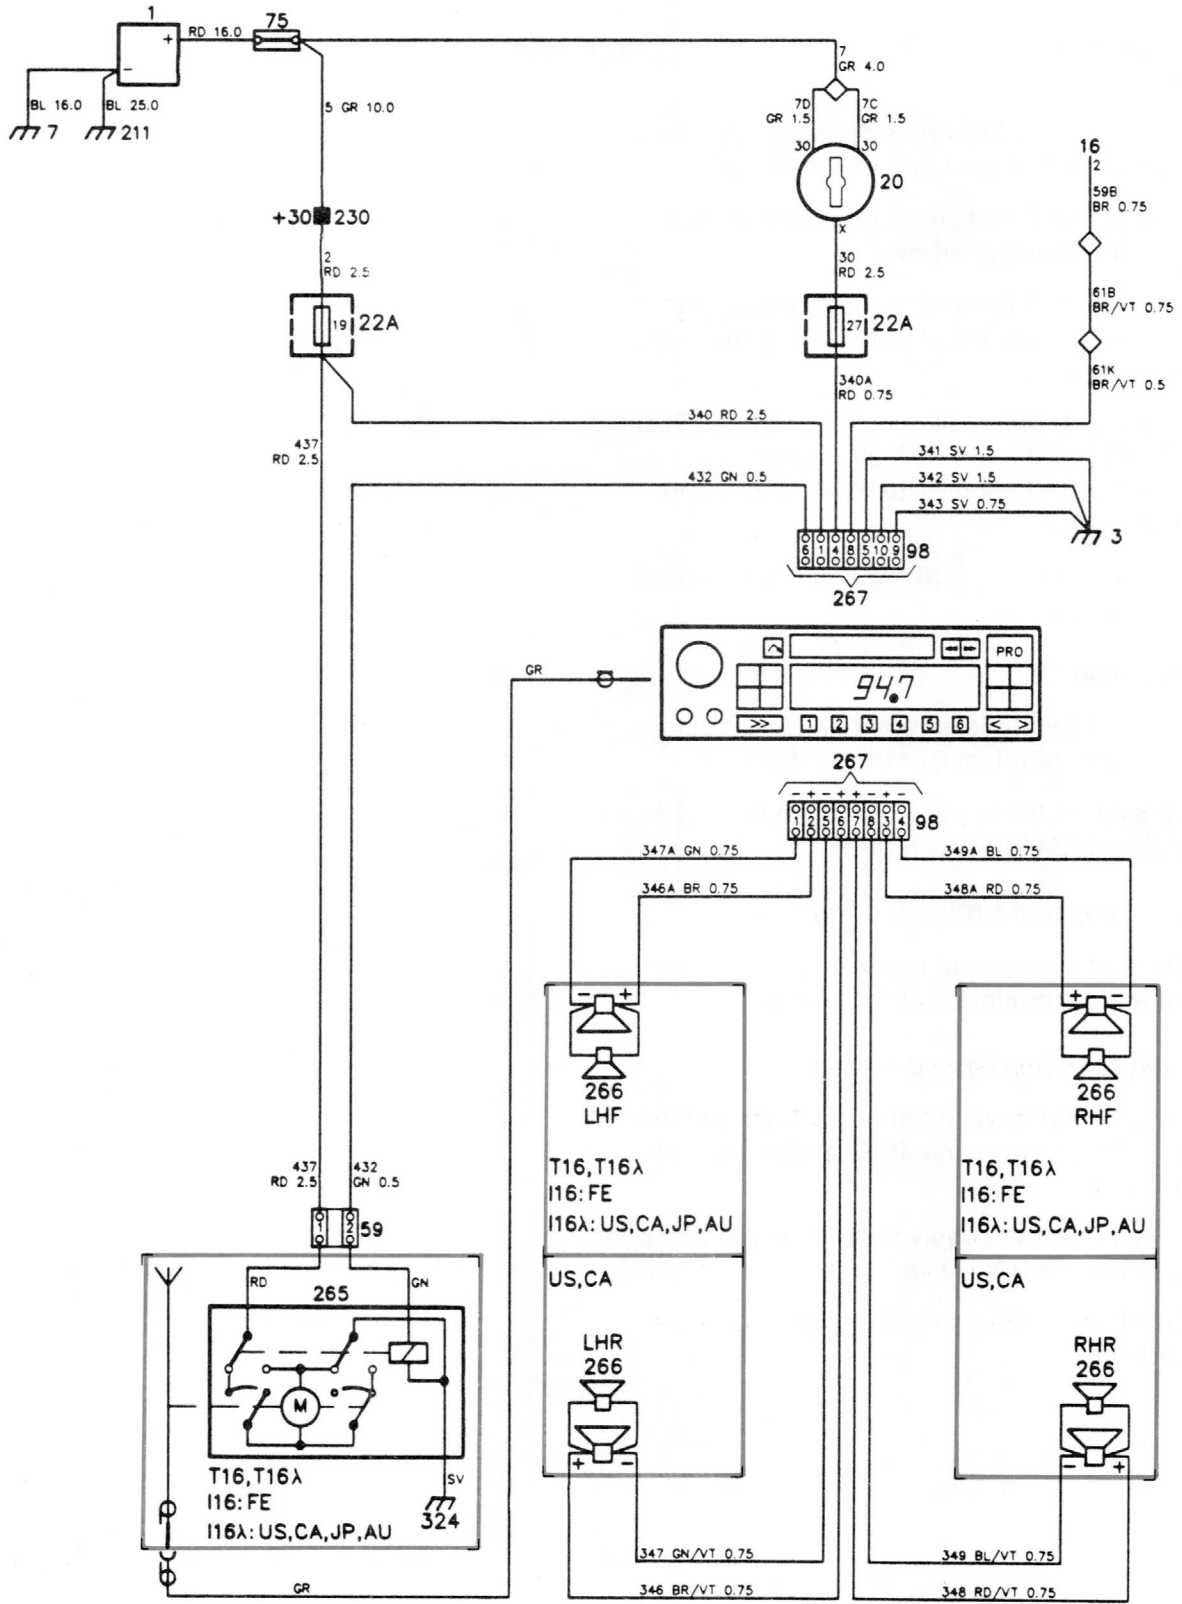 1
+
-
RD 16.0
75
BL 16.0
BL 25.0
7
211
5 GR 10.0
7
GR 4.0
7D
GR 1.5
7C
GR 1.5
30
30
20
X
16
2
59B
BR 0.75
+30
230
2
RD 2.5
30
RD 2.5
61B
BR/VT 0.75
19
22A
27
22A
61K
BR/VT 0.5
340A
RD 0.75
340 RD 2.5
437
RD 2.5
341 SV 1.5
432 GN 0.5
342 SV 1.5
343 SV 0.75
3
6 1 4 8 5 10 9
98
267
GR
PRO
94.7
>>
1 2 3 4 5 6
< >
267
- + - + + - + -
1 2 5 6 7 8 3 4
98
347A GN 0.75
349A BL 0.75
346A BR 0.75
348A RD 0.75
- +
266
LHF
+ -
266
RHF
T16,T16λ
I16:FE
I16λ:US,CA,JP,AU
T16,T16λ
I16:FE
I16λ:US,CA,JP,AU
437
RD 2.5
432
GN 0.5
1 2
59
US,CA
US,CA
RD
265
GN
M
LHR
266
+ -
RHR
266
- +
T16,T16λ
I16:FE
I16λ:US,CA,JP,AU
SV
324
GR
347 GN/VT 0.75
346 BR/VT 0.75
349 BL/VT 0.75
348 RD/VT 0.75